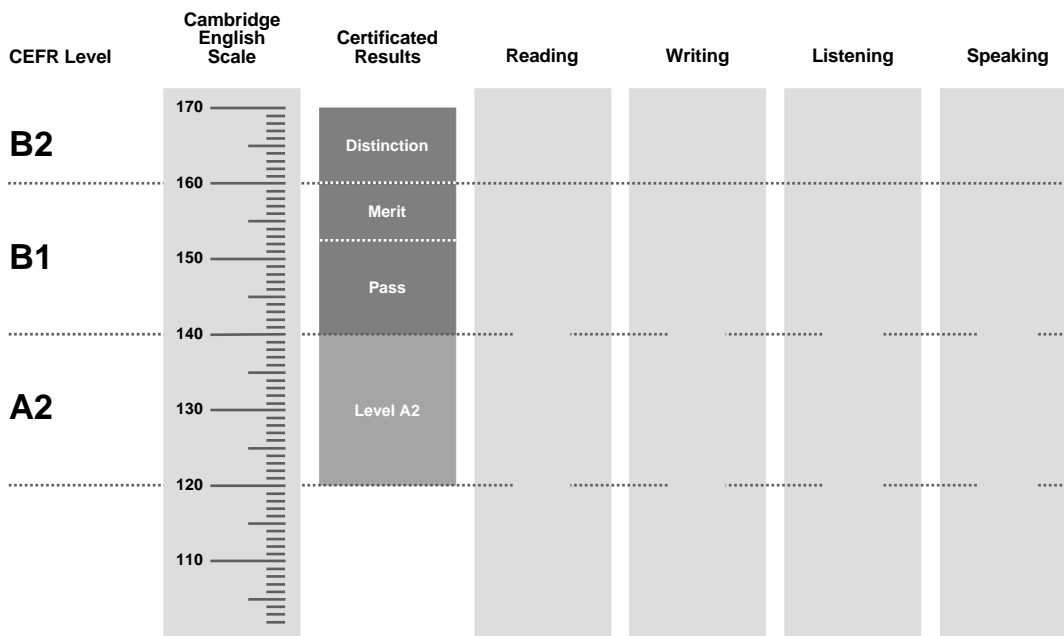 CEFR Level
Cambridge
English
Scale
Certificated
Results
Reading
Writing
Listening
Speaking
170
Distinction
B2
160
Merit
B1
150
Pass
140
A2
130
Level A2
120
110